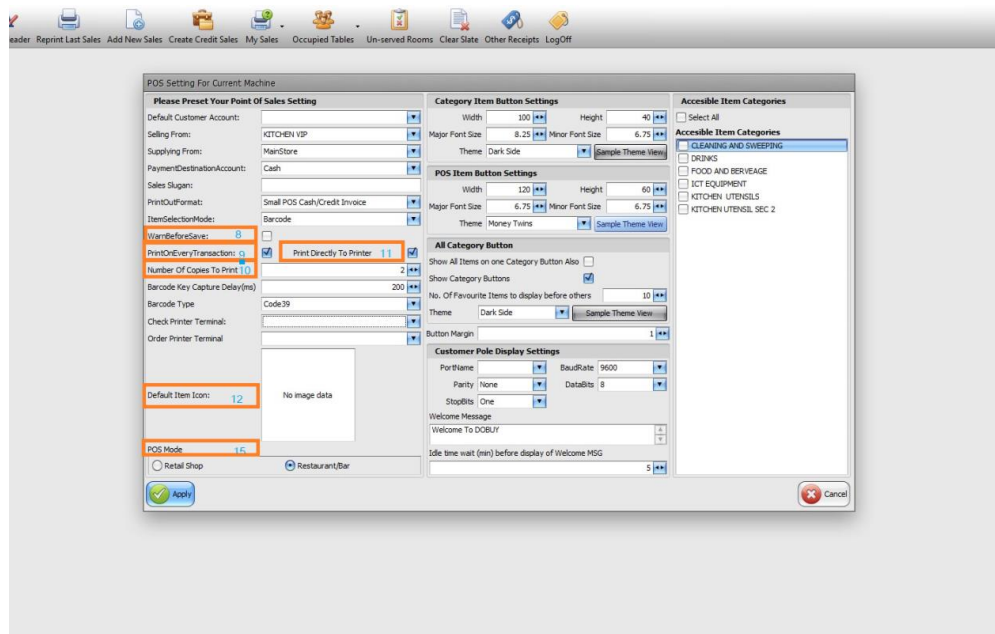 eader Reprint Last Sales Add New Sales Create Credit Sales My Sales Occupied Tables Un-served Rooms Clear Slate Other Receipts LogOff
POS Setting For Current Machine
Please Preset Your Point Of Sales Setting
Default Customer Account:
Selling From: KITCHEN VIP
Supplying From: MainStore
PaymentDestinationAccount: Cash
Sales Slugan:
PrintOutFormat: Small POS Cash/Credit Invoice
ItemSelectionMode: Barcode
WarnBeforeSave: 8
PrintOnEveryTransaction: 9 Print Directly To Printer 11
Number Of Copies To Print 10 2
Barcode Key Capture Delay(ms) 200
Barcode Type Code39
Check Printer Terminal:
Order Printer Terminal
Default Item Icon: 12 No image data
POS Mode 15
Retail Shop Restaurant/Bar
Apply
Category Item Button Settings
Width 100 Height 40
Major Font Size 8.25 Minor Font Size 6.75
Theme Dark Side Sample Theme View
POS Item Button Settings
Width 120 Height 60
Major Font Size 6.75 Minor Font Size 6.75
Theme Money Twins Sample Theme View
All Category Button
Show All Items on one Category Button Also
Show Category Buttons
No. Of Favourite Items to display before others 10
Theme Dark Side Sample Theme View
Button Margin 1
Customer Pole Display Settings
PortName BaudRate 9600
Parity None DataBits 8
StopBits One
Welcome Message
Welcome To DOBUY
Idle time wait (min) before display of Welcome MSG
5
Accesible Item Categories
Select All
Accesible Item Categories
CLEANING AND SWEEPING
DRINKS
FOOD AND BERVEAGE
ICT EQUIPMENT
KITCHEN UTENSILS
KITCHEN UTENSIL SEC 2
Cancel